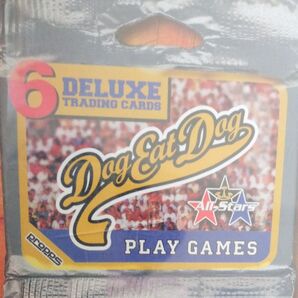 6 DELUXE
TRADING CARDS
Dog Eat Dog
All-Stars
PLAY GAMES